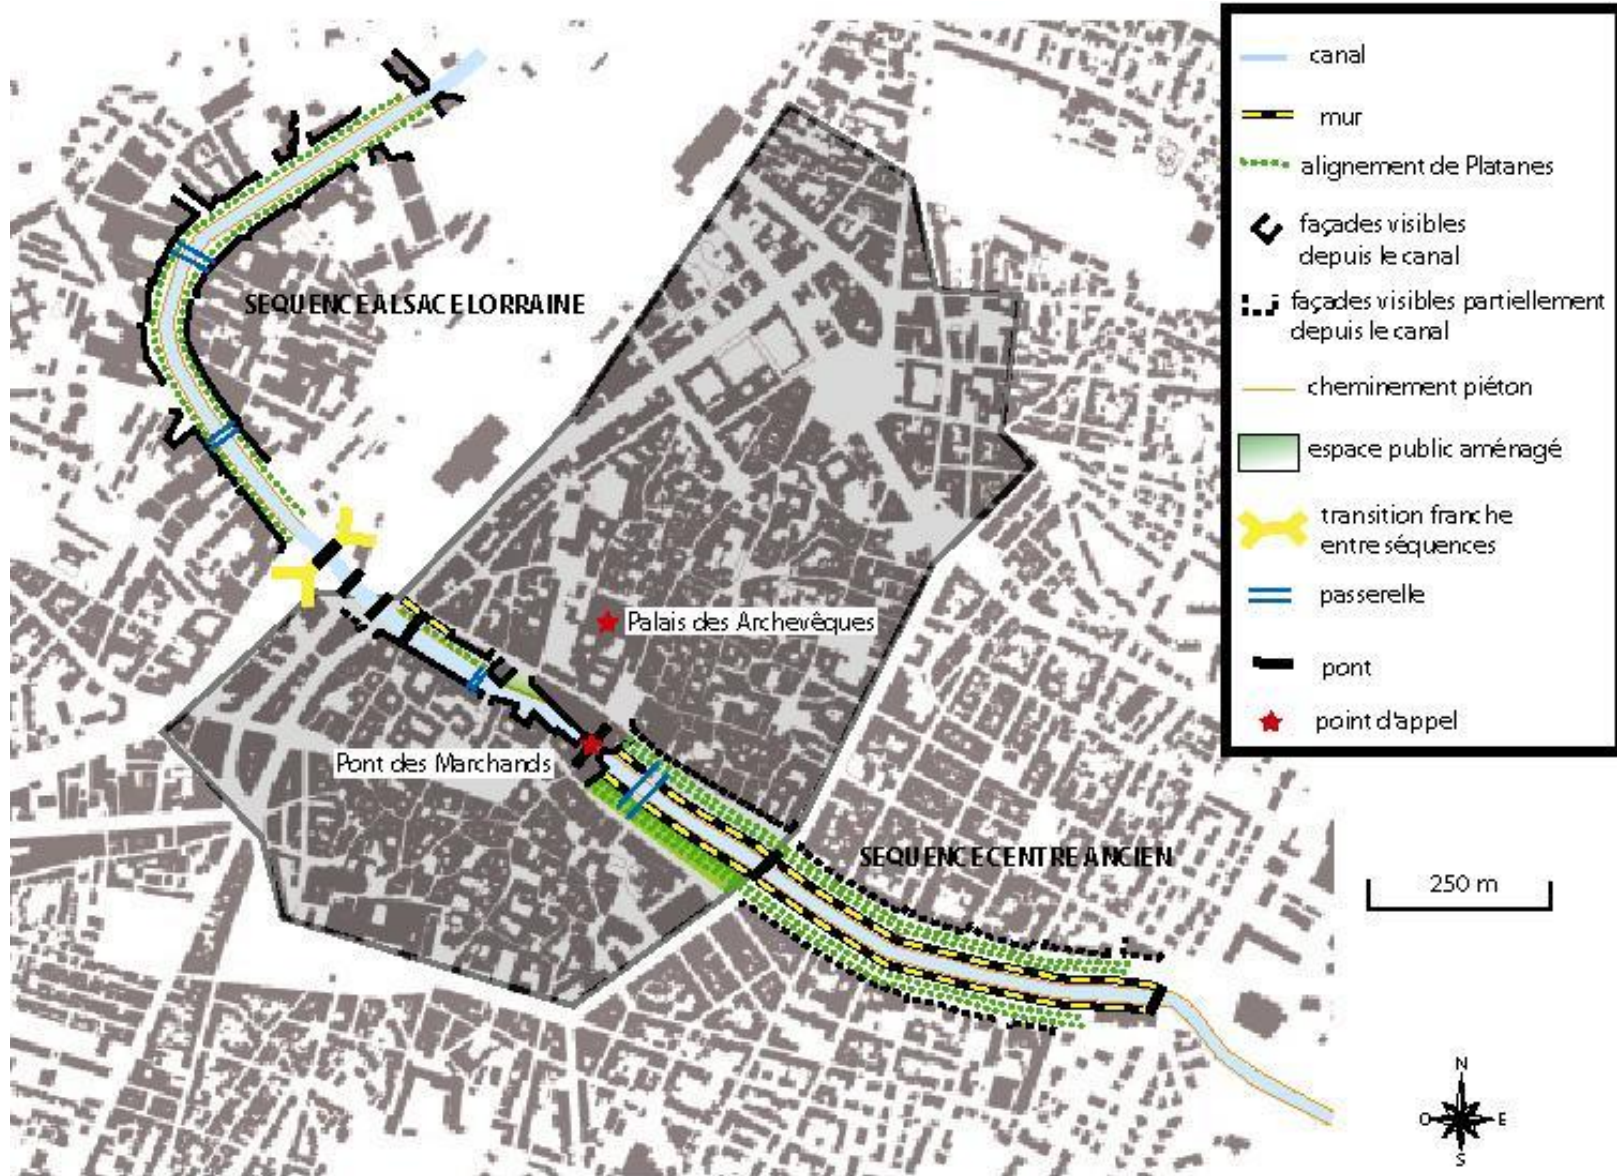 SEQUENCE ALSACE LORRAINE
Palais des Archevêques
Pont des Marchands
SEQUENCE CENTRE ANCIEN
canal
mur
alignement de Platanes
façades visibles
depuis le canal
façades visibles partiellement
depuis le canal
cheminement piéton
espace public aménagé
transition franche
entre séquences
passerelle
pont
point d'appel
250 m
N
O E
S